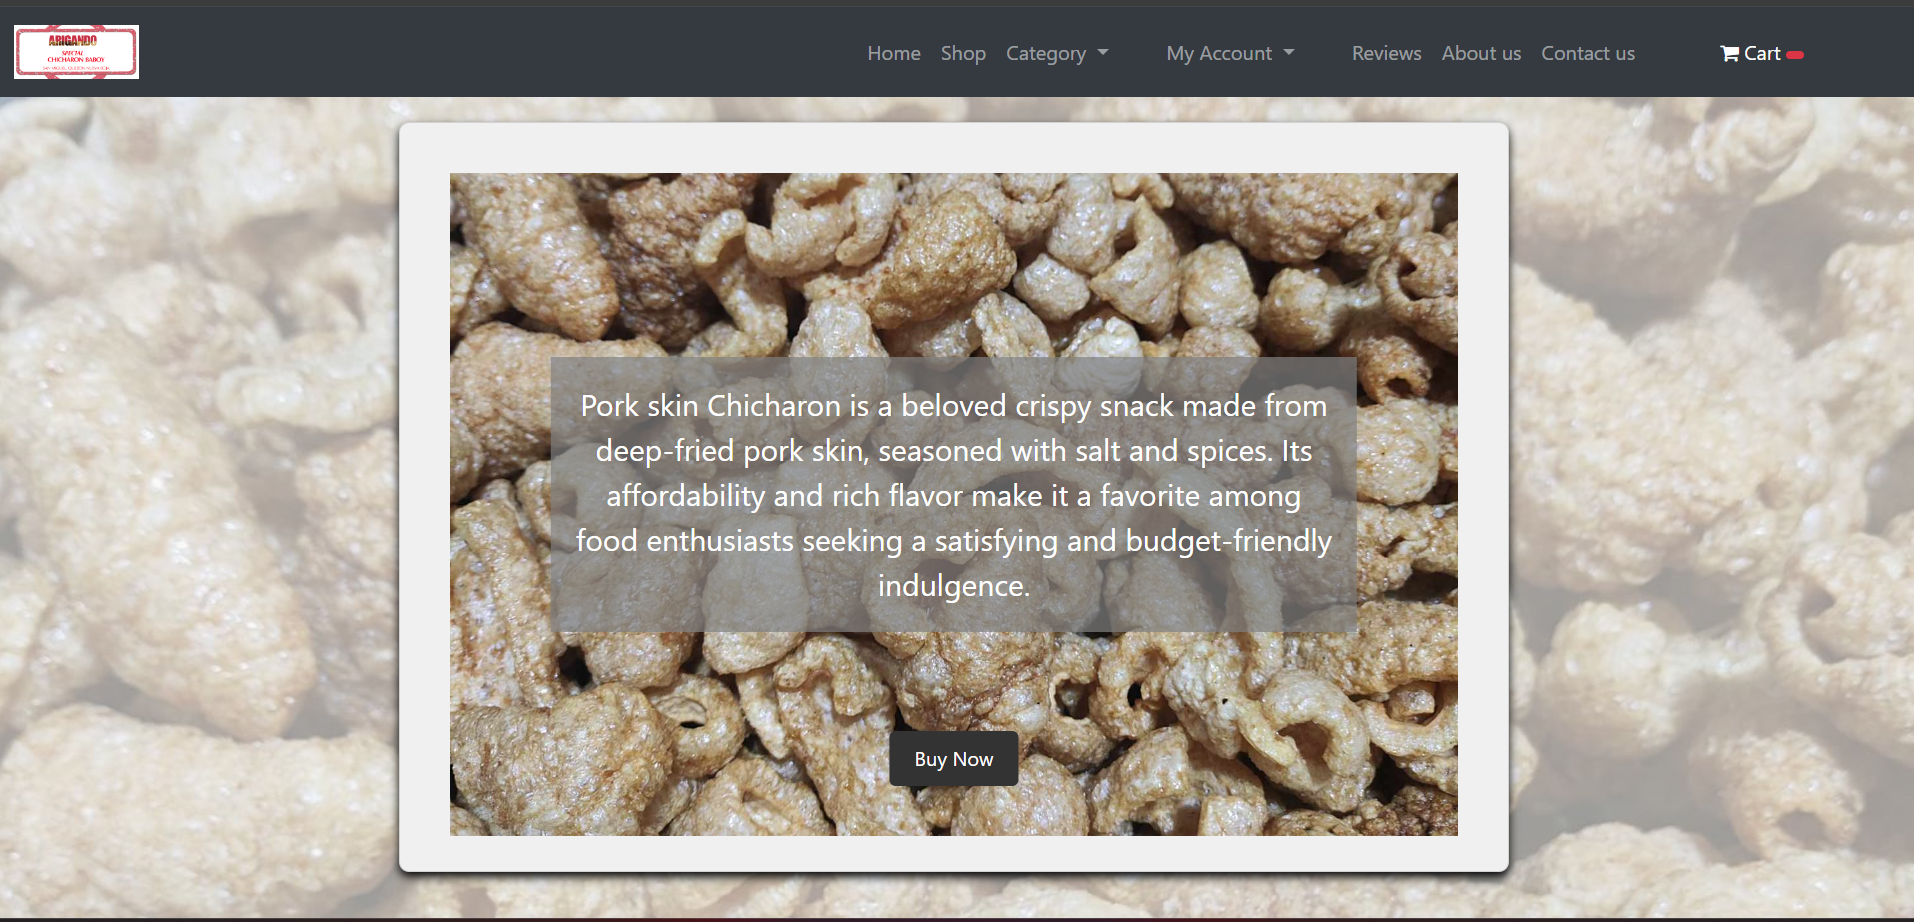 ARIGANDO
SPECIAL
CHICHARON BABOY
Home Shop Category My Account Reviews About us Contact us Cart
Pork skin Chicharon is a beloved crispy snack made from
deep-fried pork skin, seasoned with salt and spices. Its
affordability and rich flavor make it a favorite among
food enthusiasts seeking a satisfying and budget-friendly
indulgence.
Buy Now